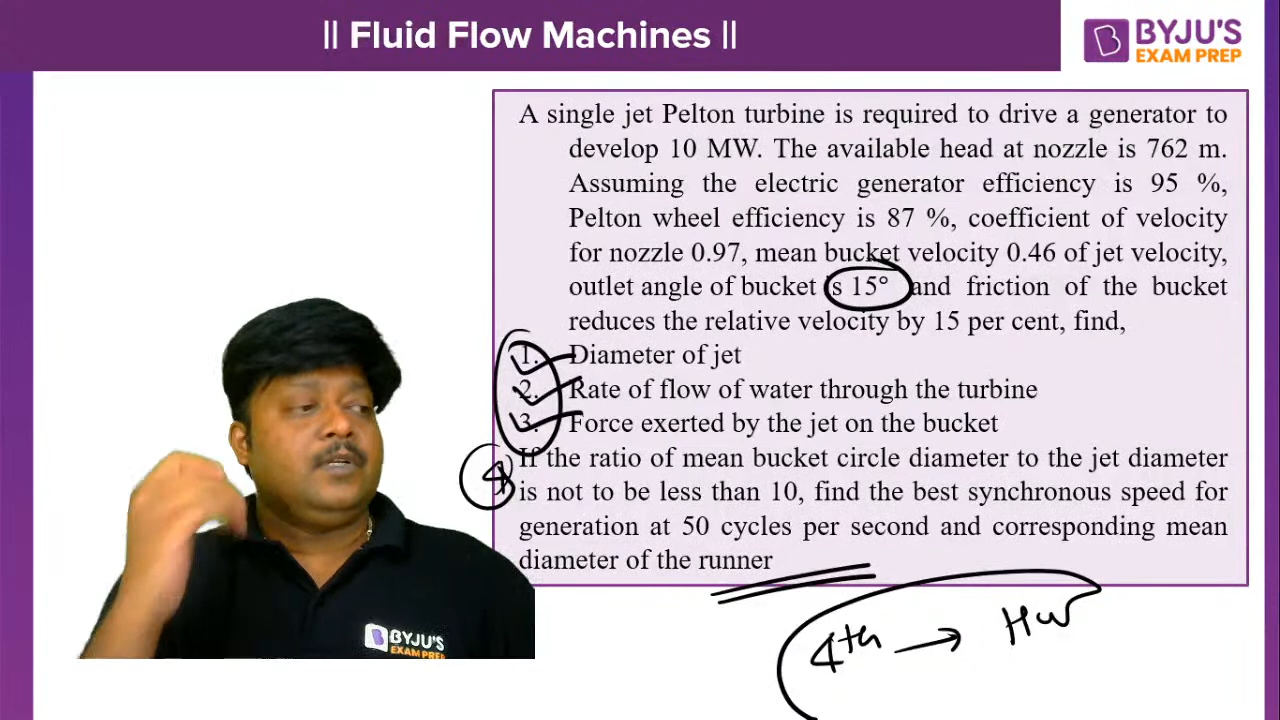 || Fluid Flow Machines ||
BYJU'S
EXAM PREP
A single jet Pelton turbine is required to drive a generator to
develop 10 MW. The available head at nozzle is 762 m.
Assuming the electric generator efficiency is 95 %,
Pelton wheel efficiency is 87 %, coefficient of velocity
for nozzle 0.97, mean bucket velocity 0.46 of jet velocity,
outlet angle of bucket is 15° and friction of the bucket
reduces the relative velocity by 15 per cent, find,
1. Diameter of jet
2. Rate of flow of water through the turbine
3. Force exerted by the jet on the bucket
4
If the ratio of mean bucket circle diameter to the jet diameter
is not to be less than 10, find the best synchronous speed for
generation at 50 cycles per second and corresponding mean
diameter of the runner
4th → HW
BYJU'S
EXAM PREP